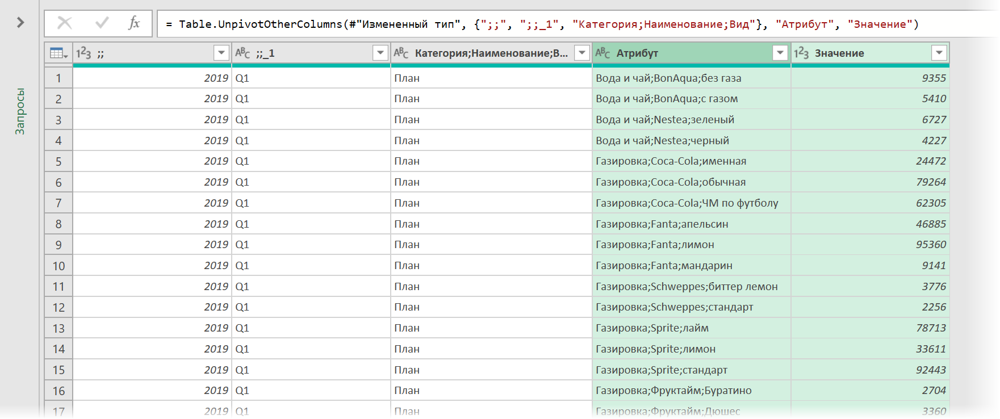 = Table.UnpivotOtherColumns(#"Измененный тип", {";;", ";;_1", "Категория;Наименование;Вид"}, "Атрибут", "Значение")
Запросы
1²3 ;; ABC ;;_1 ABC Категория;Наименование;В... ABC Атрибут 1²3 Значение
1 2019 Q1 План Вода и чай;BonAqua;без газа 9355
2 2019 Q1 План Вода и чай;BonAqua;с газом 5410
3 2019 Q1 План Вода и чай;Nestea;зеленый 6727
4 2019 Q1 План Вода и чай;Nestea;черный 4227
5 2019 Q1 План Газировка;Coca-Cola;именная 24472
6 2019 Q1 План Газировка;Coca-Cola;обычная 79264
7 2019 Q1 План Газировка;Coca-Cola;ЧМ по футболу 62305
8 2019 Q1 План Газировка;Fanta;апельсин 46885
9 2019 Q1 План Газировка;Fanta;лимон 95360
10 2019 Q1 План Газировка;Fanta;мандарин 9141
11 2019 Q1 План Газировка;Schweppes;биттер лемон 3776
12 2019 Q1 План Газировка;Schweppes;стандарт 2256
13 2019 Q1 План Газировка;Sprite;лайм 78713
14 2019 Q1 План Газировка;Sprite;лимон 33611
15 2019 Q1 План Газировка;Sprite;стандарт 92443
16 2019 Q1 План Газировка;Фруктайм;Буратино 2704
17 2019 Q1 План Газировка;Фруктайм;Дюшес 3360